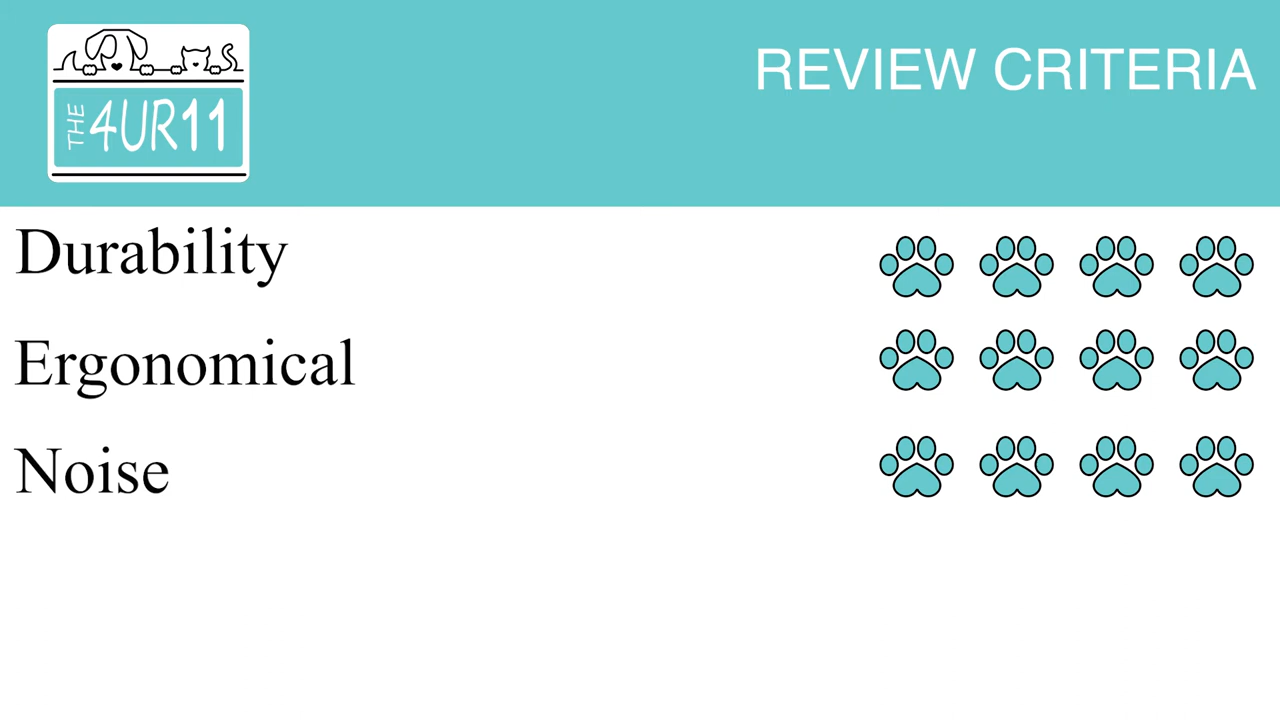 THE 4UR11
REVIEW CRITERIA
Durability
Ergonomical
Noise